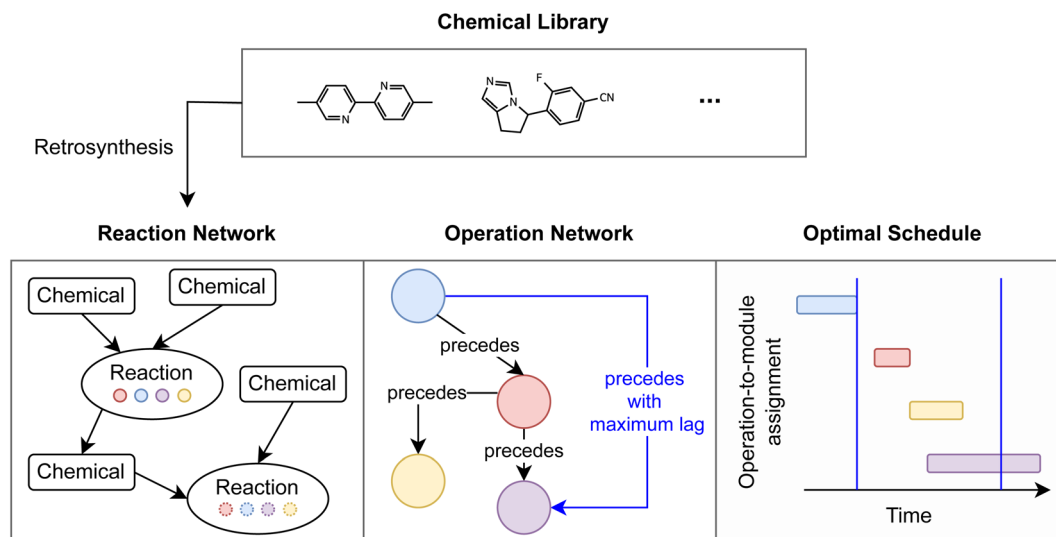 Chemical Library
N
N
N
N
F
CN
...
Retrosynthesis
Reaction Network
Operation Network
Optimal Schedule
Chemical
Chemical
Reaction
Chemical
Chemical
Reaction
precedes
precedes
precedes
precedes
with
maximum lag
Operation-to-module
assignment
Time